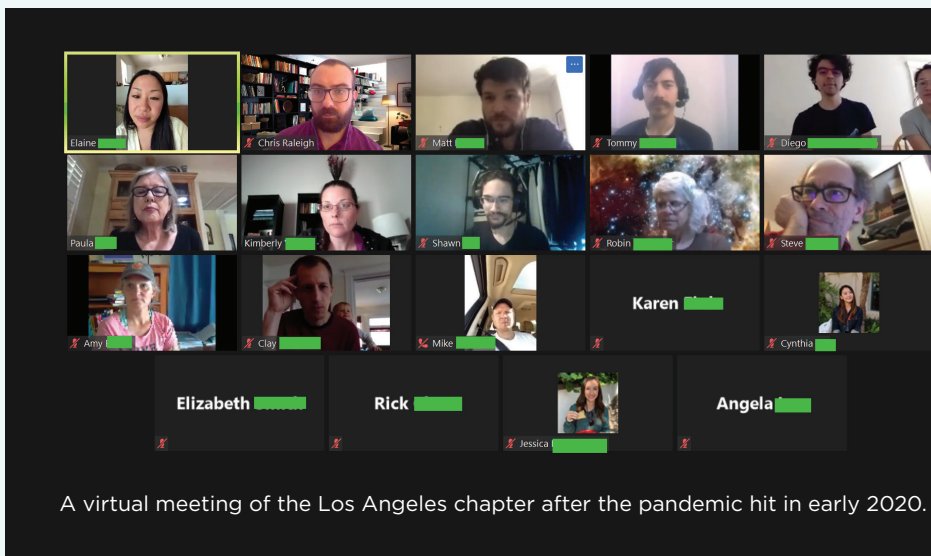 Elaine
Chris Raleigh
Matt
Tommy
Diego
Paula
Kimberly
Shawn
Robin
Steve
Amy
Clay
Mike
Karen
Cynthia
Elizabeth
Rick
Jessica
Angela
A virtual meeting of the Los Angeles chapter after the pandemic hit in early 2020.